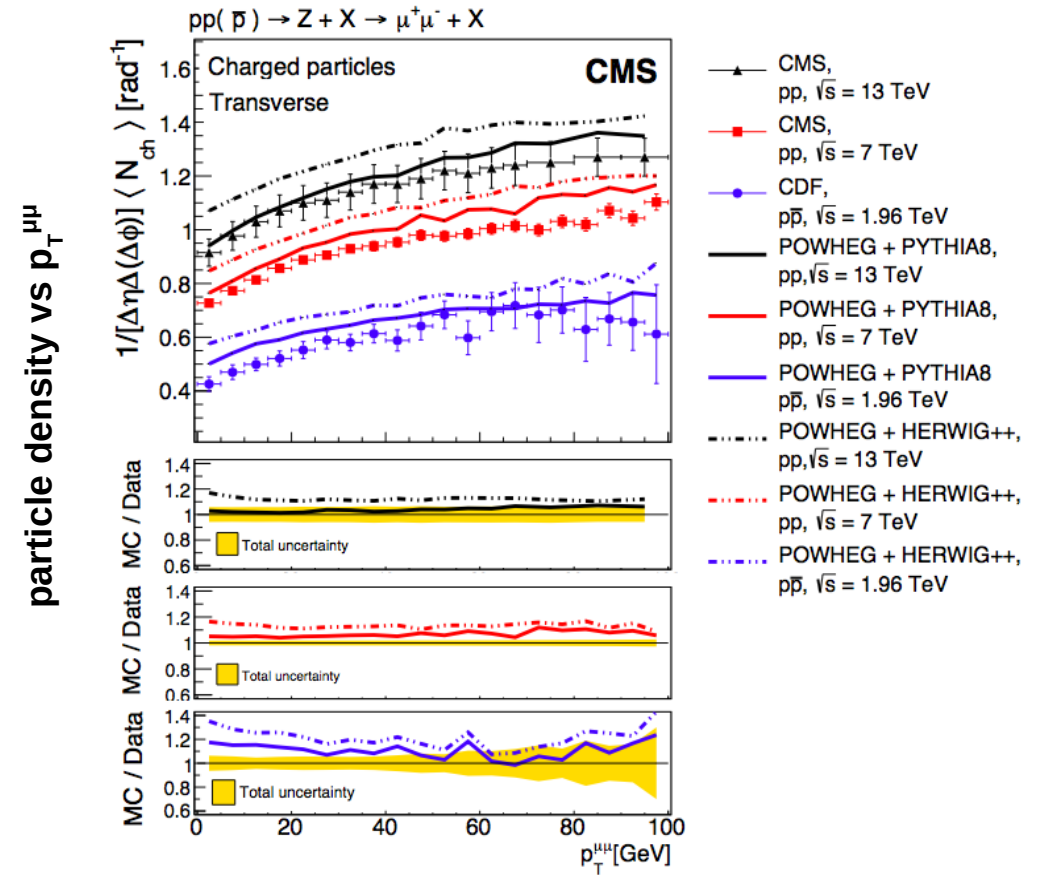 pp( p̅ ) → Z + X → μ⁺μ⁻ + X
particle density vs p_T^μμ
1/[ΔηΔ(Δϕ)] ⟨ N_ch ⟩ [rad⁻¹]
Charged particles
CMS
Transverse
1.6
1.4
1.2
1
0.8
0.6
0.4
CMS,
pp, √s = 13 TeV
CMS,
pp, √s = 7 TeV
CDF,
pp̅, √s = 1.96 TeV
POWHEG + PYTHIA8,
pp,√s = 13 TeV
POWHEG + PYTHIA8,
pp, √s = 7 TeV
POWHEG + PYTHIA8
pp̅, √s = 1.96 TeV
POWHEG + HERWIG++,
pp,√s = 13 TeV
POWHEG + HERWIG++,
pp, √s = 7 TeV
POWHEG + HERWIG++,
pp̅, √s = 1.96 TeV
MC / Data
1.4
1.2
1
0.8
0.6
Total uncertainty
MC / Data
1.4
1.2
1
0.8
0.6
Total uncertainty
MC / Data
1.4
1.2
1
0.8
0.6
Total uncertainty
0 20 40 60 80 100
p_T^μμ[GeV]